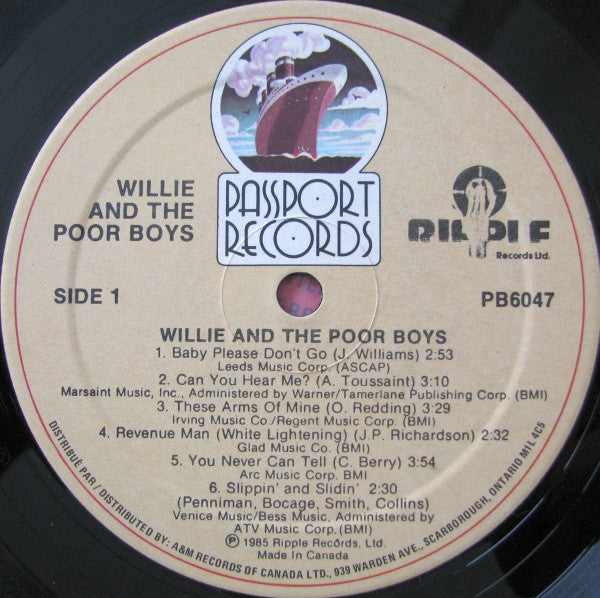 PASSPORT
RECORDS
WILLIE
AND THE
POOR BOYS
Records Ltd.
SIDE 1
PB6047
WILLIE AND THE POOR BOYS
1. Baby Please Don't Go (J. Williams) 2:53
Leeds Music Corp. (ASCAP)
2. Can You Hear Me? (A. Toussaint) 3:10
Marsaint Music, Inc., Administered by Warner/Tamerlane Publishing Corp. (BMI)
3. These Arms Of Mine (O. Redding) 3:29
Irving Music Co/Regent Music Corp. (BMI)
4. Revenue Man (White Lightening) (J.P. Richardson) 2:32
Glad Music Co. (BMI)
5. You Never Can Tell (C. Berry) 3:54
Arc Music Corp. (BMI)
6. Slippin' and Slidin' 2:30
(Penniman, Bocage, Smith, Collins)
Venice Music/Bess Music, Administered by
ATV Music Corp. (BMI)
Ⓟ 1985 Ripple Records, Ltd.
Made In Canada
DISTRIBUÉ PAR / DISTRIBUTED BY: A&M RECORDS OF CANADA LTD., 939 WARDEN AVE., SCARBOROUGH, ONTARIO M1L 4C5